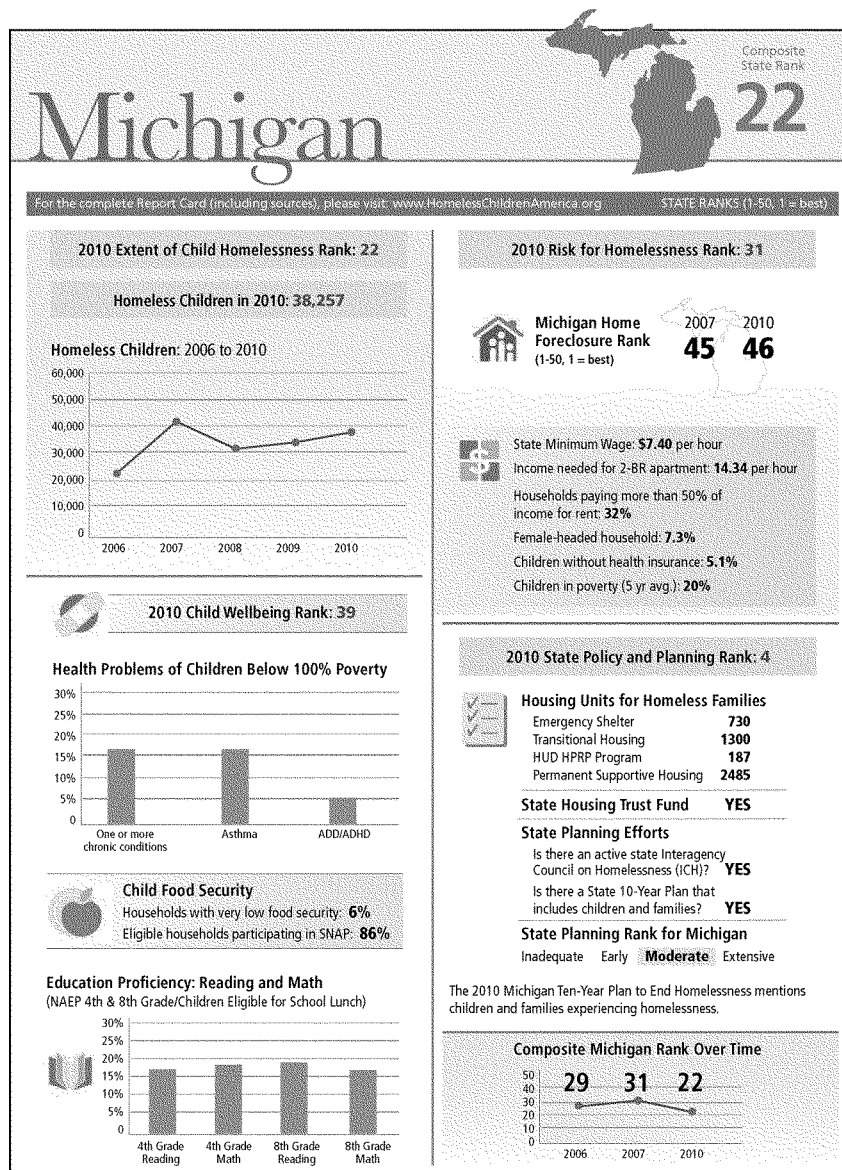 Michigan
Composite
State Rank
22
For the complete Report Card (including sources), please visit: www.HomelessChildrenAmerica.org STATE RANKS (1-50, 1 = best)
2010 Extent of Child Homelessness Rank: 22
Homeless Children in 2010: 38,257
Homeless Children: 2006 to 2010
60,000
50,000
40,000
30,000
20,000
10,000
0
2006 2007 2008 2009 2010
2010 Child Wellbeing Rank: 39
Health Problems of Children Below 100% Poverty
30%
25%
20%
15%
10%
5%
0
One or more
chronic conditions
Asthma
ADD/ADHD
Child Food Security
Households with very low food security: 6%
Eligible households participating in SNAP: 86%
Education Proficiency: Reading and Math
(NAEP 4th & 8th Grade/Children Eligible for School Lunch)
30%
25%
20%
15%
10%
5%
0
4th Grade
Reading
4th Grade
Math
8th Grade
Reading
8th Grade
Math
2010 Risk for Homelessness Rank: 31
Michigan Home
Foreclosure Rank
(1-50, 1 = best)
2007 2010
45 46
$
State Minimum Wage: $7.40 per hour
Income needed for 2-BR apartment: 14.34 per hour
Households paying more than 50% of
income for rent: 32%
Female-headed household: 7.3%
Children without health insurance: 5.1%
Children in poverty (5 yr avg.): 20%
2010 State Policy and Planning Rank: 4
Housing Units for Homeless Families
Emergency Shelter 730
Transitional Housing 1300
HUD HPRP Program 187
Permanent Supportive Housing 2485
State Housing Trust Fund YES
State Planning Efforts
Is there an active state Interagency
Council on Homelessness (ICH)? YES
Is there a State 10-Year Plan that
includes children and families? YES
State Planning Rank for Michigan
Inadequate Early Moderate Extensive
The 2010 Michigan Ten-Year Plan to End Homelessness mentions
children and families experiencing homelessness.
Composite Michigan Rank Over Time
50
40
30
20
10
0
29 31 22
2006 2007 2010